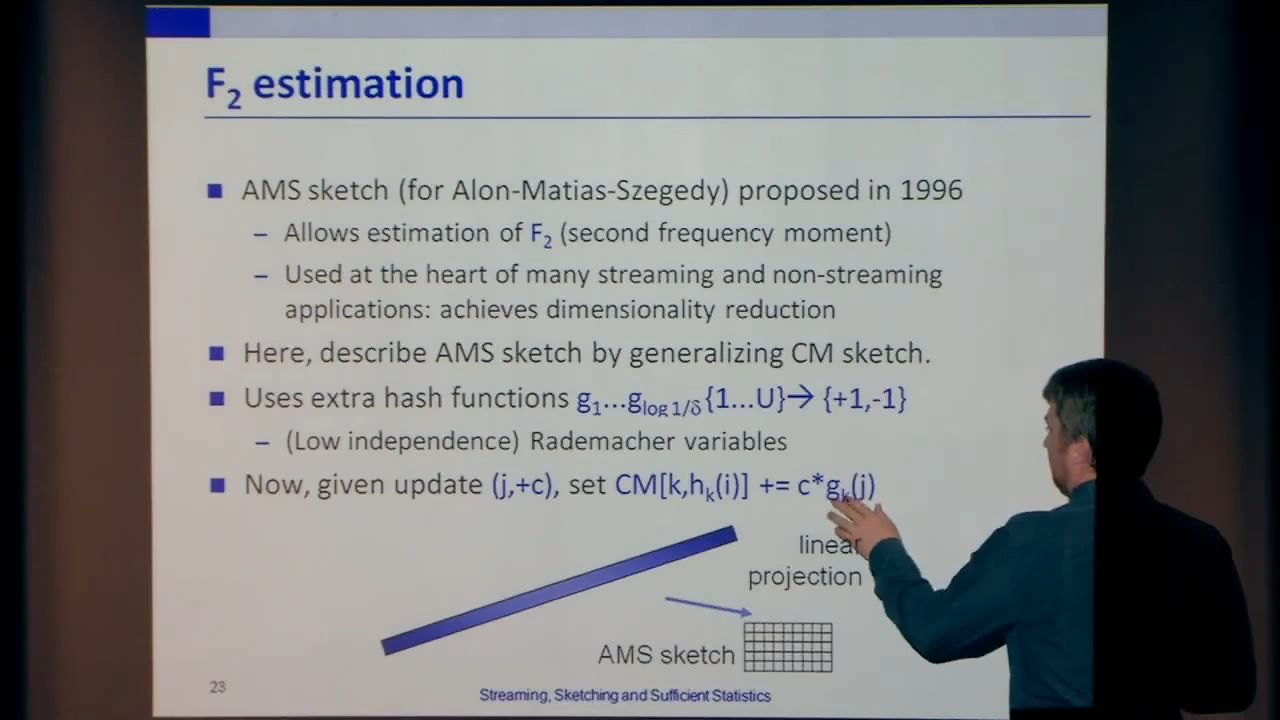 F₂ estimation
■ AMS sketch (for Alon-Matias-Szegedy) proposed in 1996
– Allows estimation of F₂ (second frequency moment)
– Used at the heart of many streaming and non-streaming
applications: achieves dimensionality reduction
■ Here, describe AMS sketch by generalizing CM sketch.
■ Uses extra hash functions g₁...g_log 1/δ {1...U}→ {+1,-1}
– (Low independence) Rademacher variables
■ Now, given update (j,+c), set CM[k,hₖ(i)] += c*gₖ(j)
linear
projection
AMS sketch
23
Streaming, Sketching and Sufficient Statistics